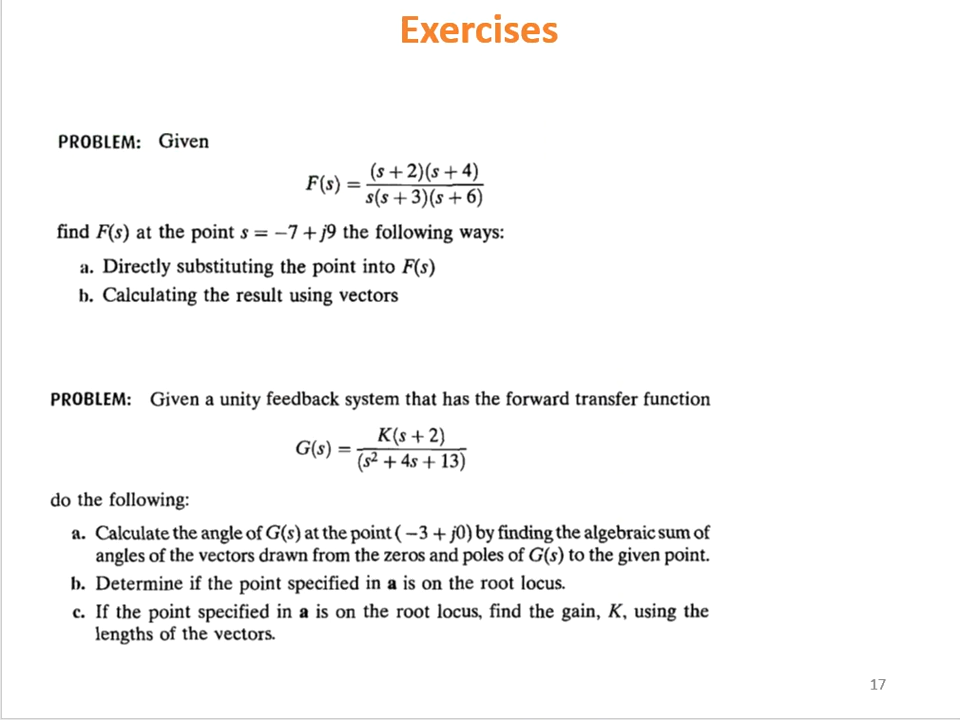 Exercises
PROBLEM: Given
F(s) = (s + 2)(s + 4) / s(s + 3)(s + 6)
find F(s) at the point s = −7 + j9 the following ways:
a. Directly substituting the point into F(s)
b. Calculating the result using vectors
PROBLEM: Given a unity feedback system that has the forward transfer function
G(s) = K(s + 2) / (s² + 4s + 13)
do the following:
a. Calculate the angle of G(s) at the point ( −3 + j0) by finding the algebraic sum of
angles of the vectors drawn from the zeros and poles of G(s) to the given point.
b. Determine if the point specified in a is on the root locus.
c. If the point specified in a is on the root locus, find the gain, K, using the
lengths of the vectors.
17